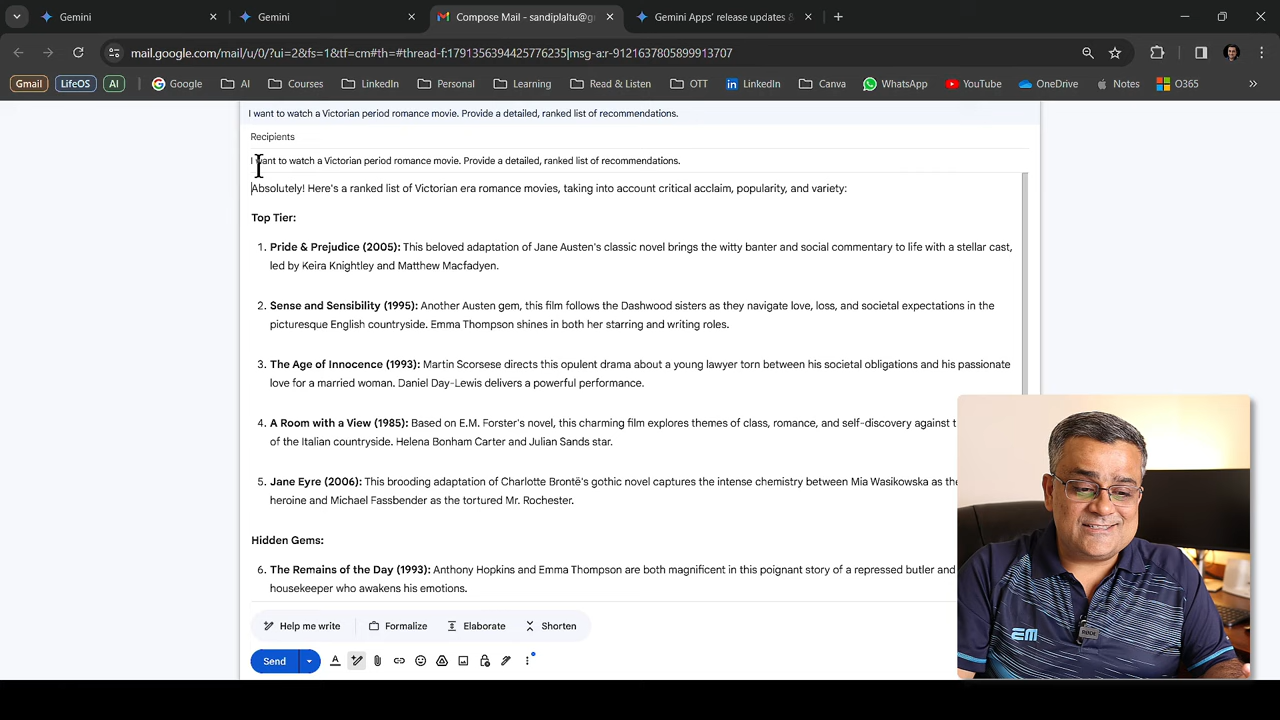 Gemini
Gemini
Compose Mail - sandiplaltu@g
Gemini Apps' release updates &
mail.google.com/mail/u/0/?ui=2&fs=1&tf=cm#th=#thread-f:1791356394425776235|msg-a:r-9121637805899913707
Gmail LifeOS AI Google AI Courses LinkedIn Personal Learning Read & Listen OTT LinkedIn Canva WhatsApp YouTube OneDrive Notes O365
I want to watch a Victorian period romance movie. Provide a detailed, ranked list of recommendations.
Recipients
I want to watch a Victorian period romance movie. Provide a detailed, ranked list of recommendations.
Absolutely! Here's a ranked list of Victorian era romance movies, taking into account critical acclaim, popularity, and variety:
Top Tier:
1. Pride & Prejudice (2005): This beloved adaptation of Jane Austen's classic novel brings the witty banter and social commentary to life with a stellar cast,
led by Keira Knightley and Matthew Macfadyen.
2. Sense and Sensibility (1995): Another Austen gem, this film follows the Dashwood sisters as they navigate love, loss, and societal expectations in the
picturesque English countryside. Emma Thompson shines in both her starring and writing roles.
3. The Age of Innocence (1993): Martin Scorsese directs this opulent drama about a young lawyer torn between his societal obligations and his passionate
love for a married woman. Daniel Day-Lewis delivers a powerful performance.
4. A Room with a View (1985): Based on E.M. Forster's novel, this charming film explores themes of class, romance, and self-discovery against
of the Italian countryside. Helena Bonham Carter and Julian Sands star.
5. Jane Eyre (2006): This brooding adaptation of Charlotte Brontë's gothic novel captures the intense chemistry between Mia Wasikowska as the
heroine and Michael Fassbender as the tortured Mr. Rochester.
Hidden Gems:
6. The Remains of the Day (1993): Anthony Hopkins and Emma Thompson are both magnificent in this poignant story of a repressed butler and
housekeeper who awakens his emotions.
Help me write Formalize Elaborate Shorten
Send
EM
RODE